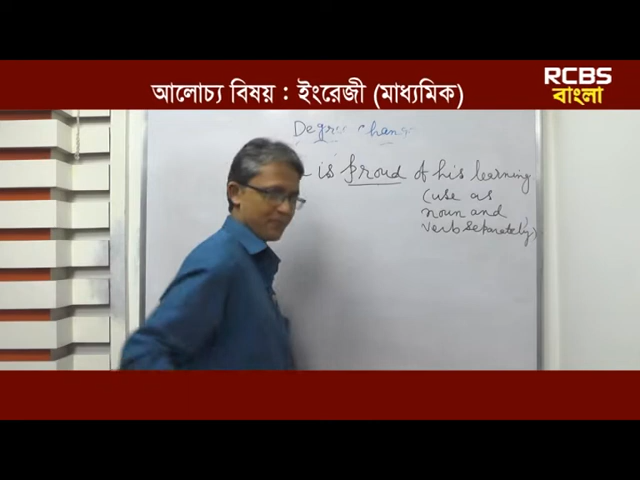 আলোচ্য বিষয় : ইংরেজী (মাধ্যমিক)
RCBS
বাংলা
Degree change
is proud of his learning
(use as
noun and
verb separately)